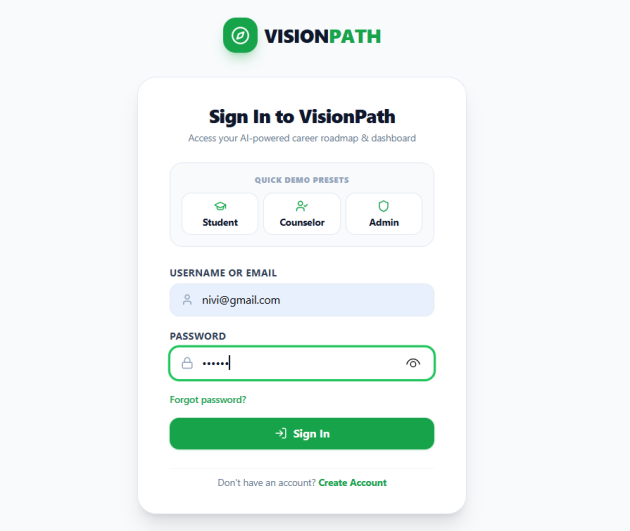 VISIONPATH
Sign In to VisionPath
Access your AI-powered career roadmap & dashboard
QUICK DEMO PRESETS
Student Counselor Admin
USERNAME OR EMAIL
nivi@gmail.com
PASSWORD
••••••
Forgot password?
Sign In
Don't have an account? Create Account